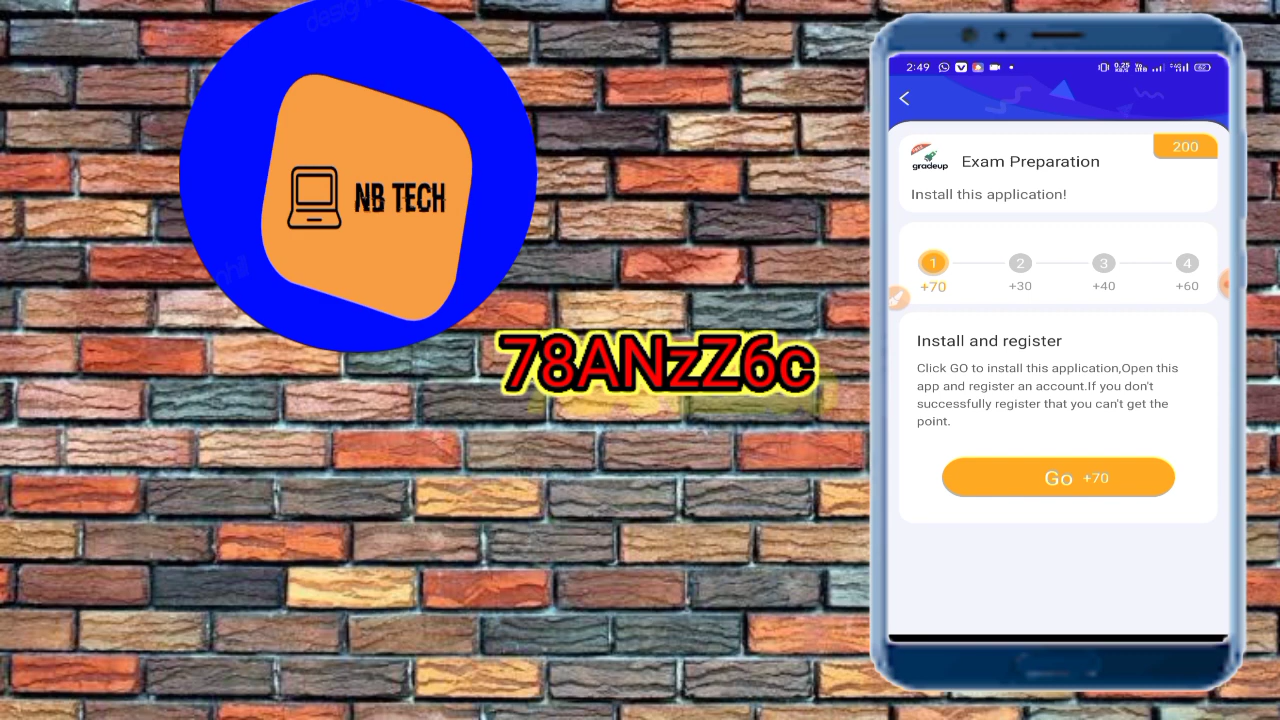 NB TECH
78ANzZ6c
2:49
200
gradeup
Exam Preparation
Install this application!
1
2
3
4
+70
+30
+40
+60
Install and register
Click GO to install this application,Open this
app and register an account.If you don't
successfully register that you can't get the
point.
Go +70